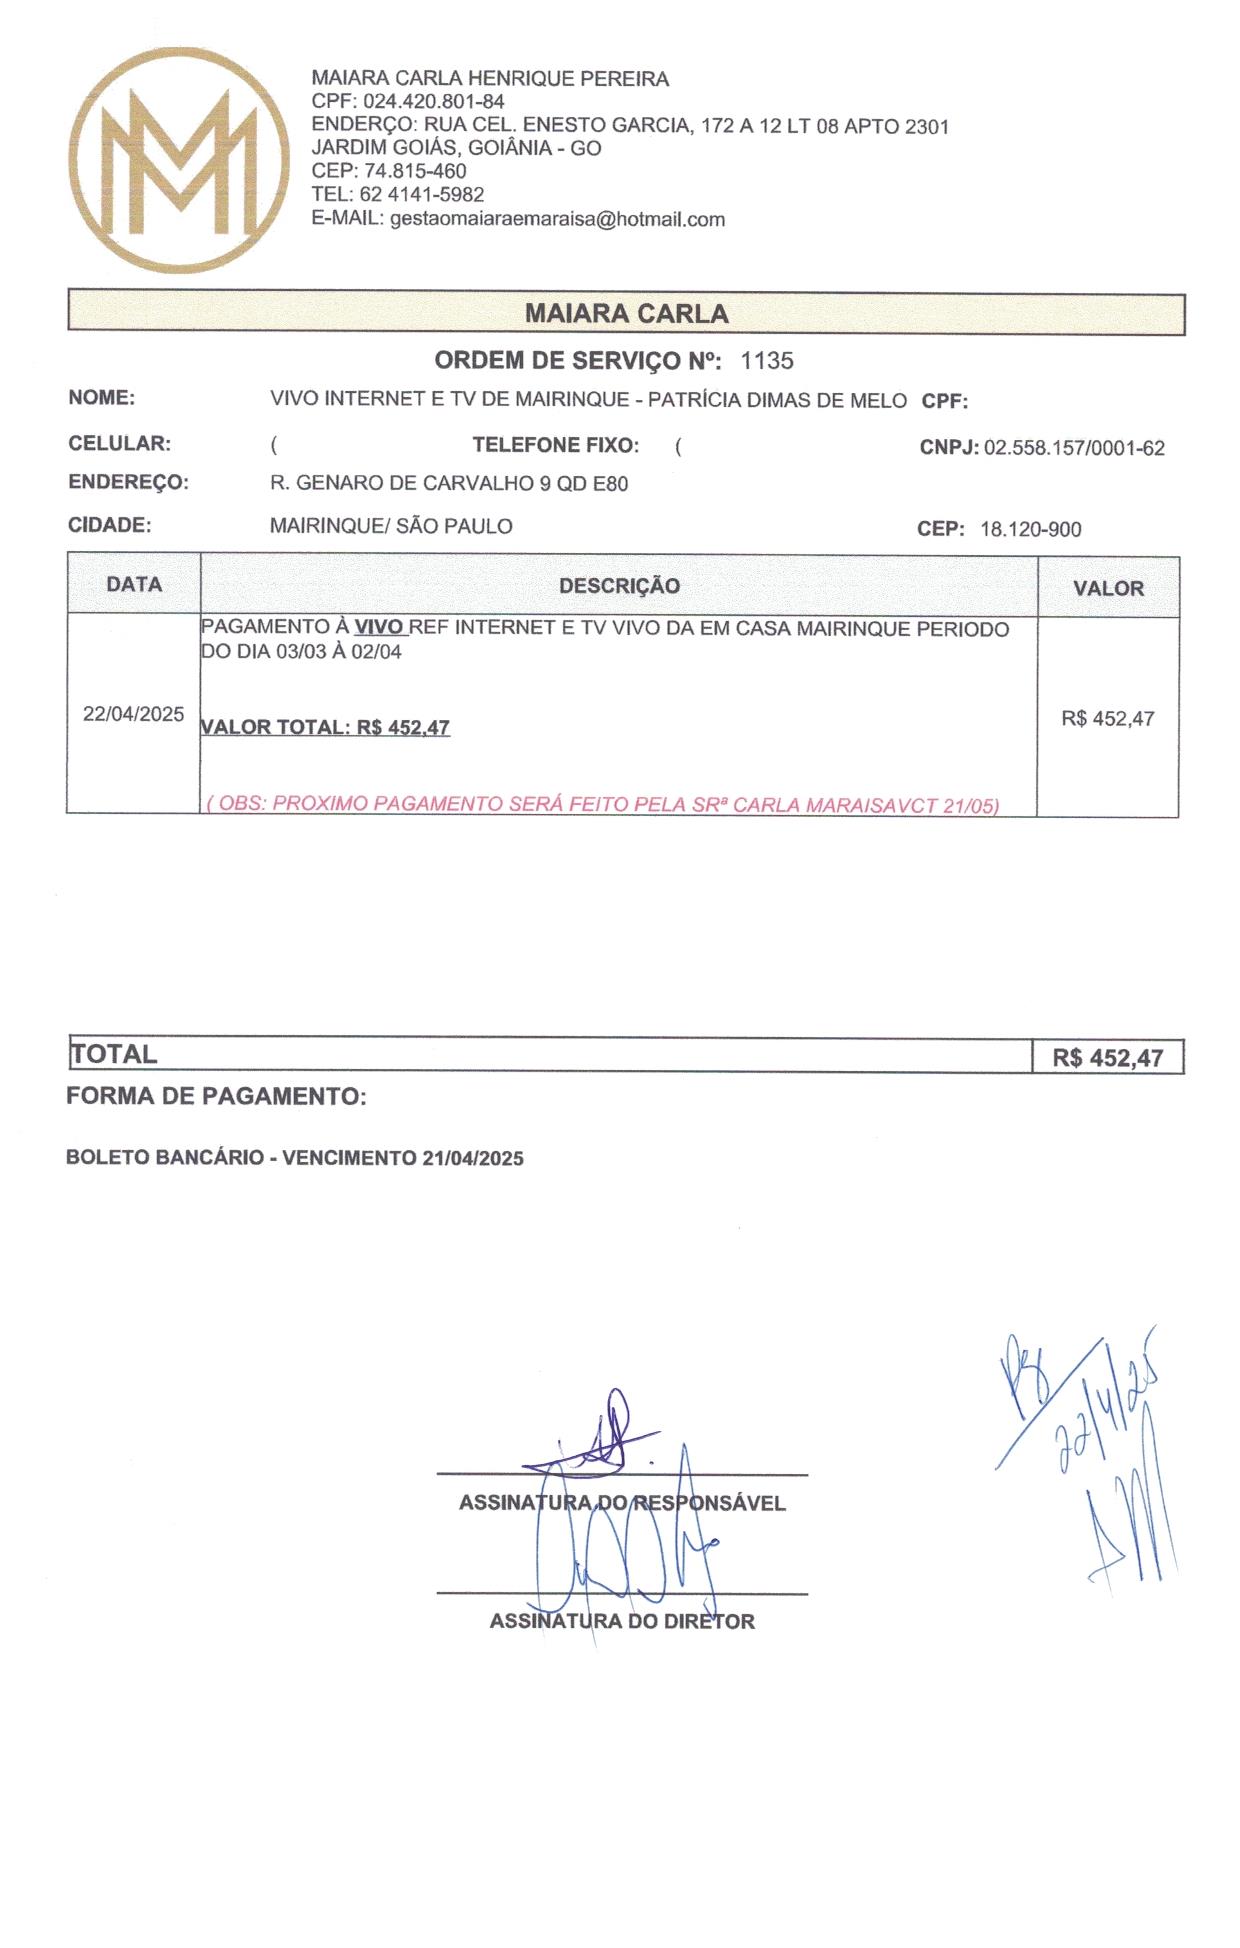 MAIARA CARLA HENRIQUE PEREIRA
CPF: 024.420.801-84
ENDERÇO: RUA CEL. ENESTO GARCIA, 172 A 12 LT 08 APTO 2301
JARDIM GOIÁS, GOIÂNIA - GO
CEP: 74.815-460
TEL: 62 4141-5982
E-MAIL: gestaomaiaraemaraisa@hotmail.com
MAIARA CARLA
ORDEM DE SERVIÇO Nº: 1135
NOME: VIVO INTERNET E TV DE MAIRINQUE - PATRÍCIA DIMAS DE MELO CPF:
CELULAR: ( TELEFONE FIXO: ( CNPJ: 02.558.157/0001-62
ENDEREÇO: R. GENARO DE CARVALHO 9 QD E80
CIDADE: MAIRINQUE/ SÃO PAULO CEP: 18.120-900
DATA DESCRIÇÃO VALOR
PAGAMENTO À VIVO REF INTERNET E TV VIVO DA EM CASA MAIRINQUE PERIODO
DO DIA 03/03 À 02/04
22/04/2025 VALOR TOTAL: R$ 452,47 R$ 452,47
( OBS: PROXIMO PAGAMENTO SERÁ FEITO PELA SRª CARLA MARAISAVCT 21/05)
TOTAL R$ 452,47
FORMA DE PAGAMENTO:
BOLETO BANCÁRIO - VENCIMENTO 21/04/2025
22/4/25
ASSINATURA DO RESPONSÁVEL
ASSINATURA DO DIRETOR